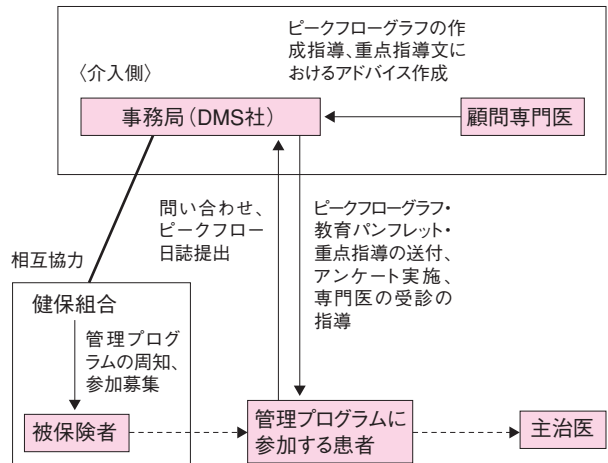 ピークフローグラフの作
成指導、重点指導文に
おけるアドバイス作成
〈介入側〉
事務局(DMS社)
顧問専門医
問い合わせ、
ピークフロー
日誌提出
ピークフローグラフ・
教育パンフレット・
重点指導の送付、
アンケート実施、
専門医の受診の
指導
相互協力
健保組合
管理プログ
ラムの周知、
参加募集
被保険者
管理プログラムに
参加する患者
主治医